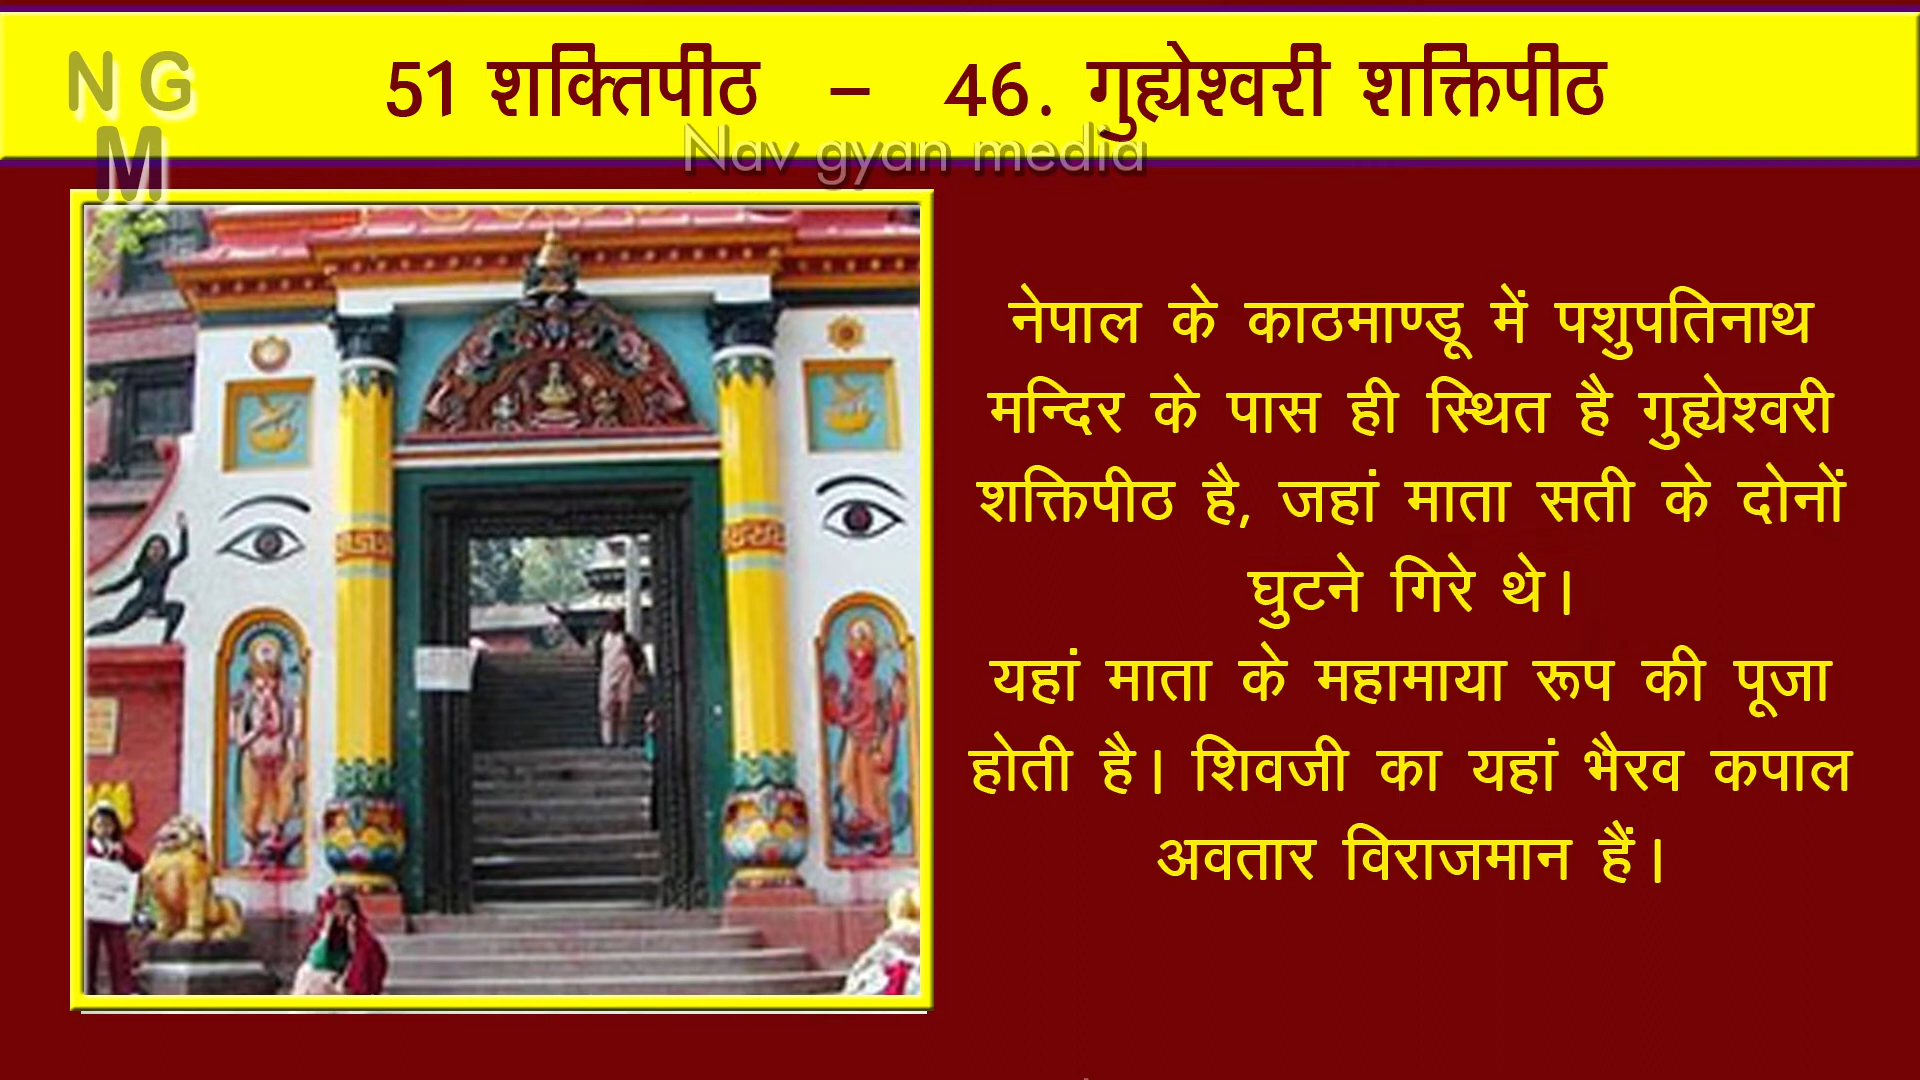 N G
M
51 शक्तिपीठ – 46. गुह्येश्वरी शक्तिपीठ
Nav gyan media
नेपाल के काठमाण्डू में पशुपतिनाथ
मन्दिर के पास ही स्थित है गुह्येश्वरी
शक्तिपीठ है, जहां माता सती के दोनों
घुटने गिरे थे।
यहां माता के महामाया रूप की पूजा
होती है। शिवजी का यहां भैरव कपाल
अवतार विराजमान हैं।